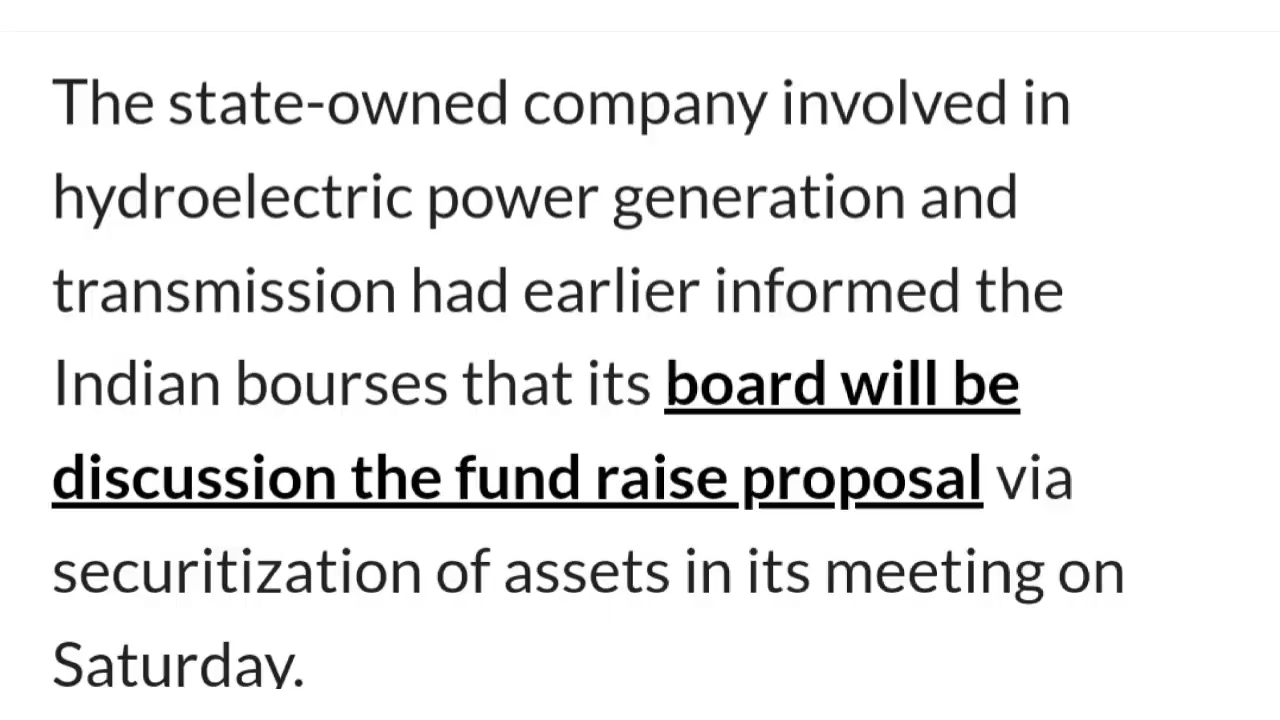 The state-owned company involved in
hydroelectric power generation and
transmission had earlier informed the
Indian bourses that its board will be
discussion the fund raise proposal via
securitization of assets in its meeting on
Saturday.